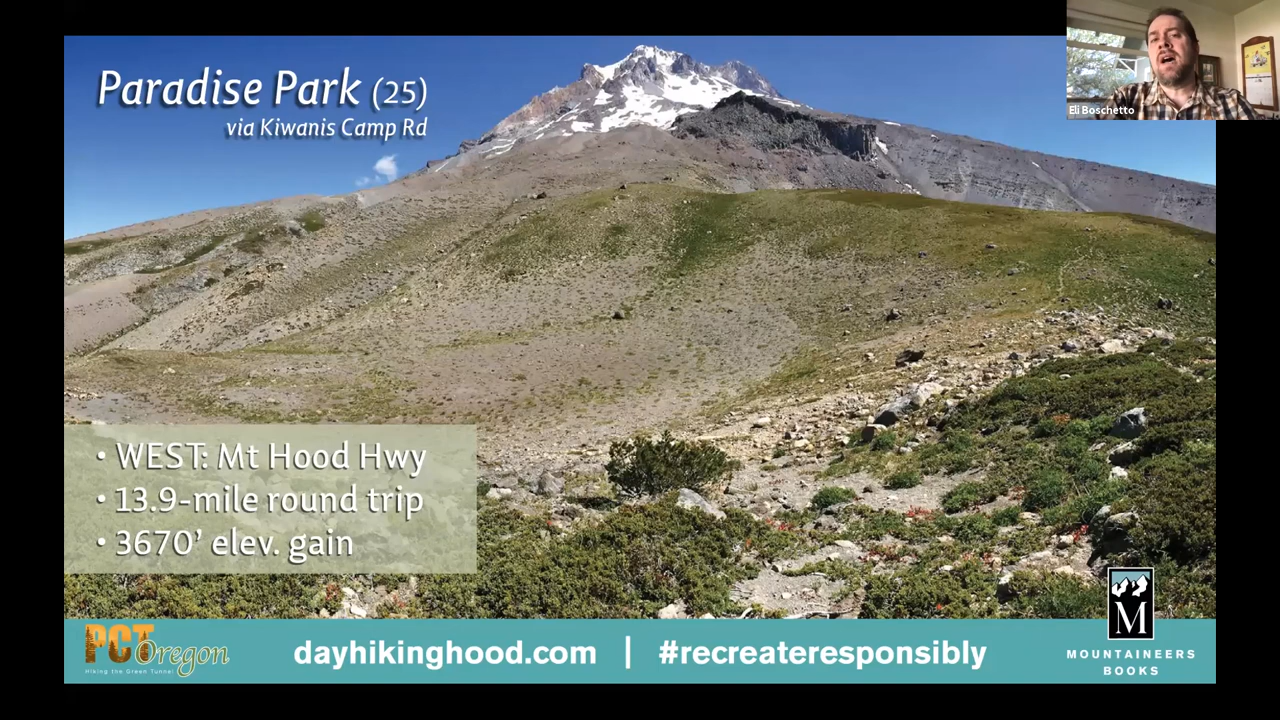 Paradise Park (25)
via Kiwanis Camp Rd
Eli Boschetto
• WEST: Mt Hood Hwy
• 13.9-mile round trip
• 3670' elev. gain
PCT Oregon
Hiking the Green Tunnel
dayhikinghood.com | #recreateresponsibly
M
MOUNTAINEERS
BOOKS